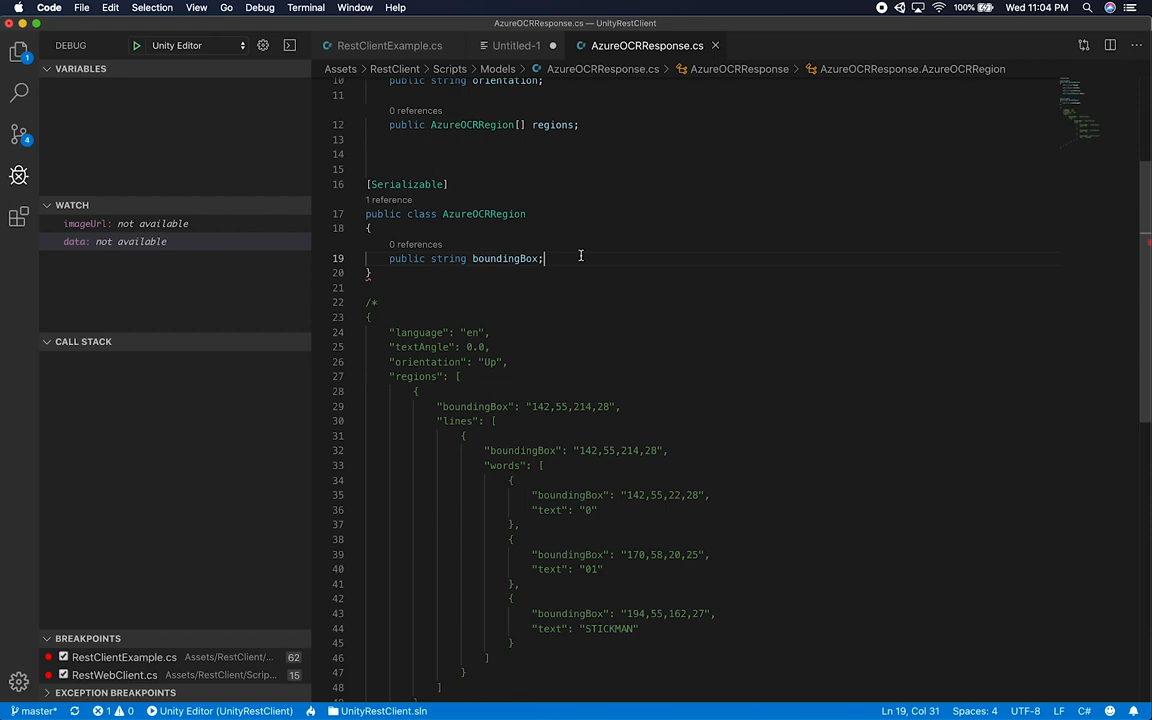 Code File Edit Selection View Go Debug Terminal Window Help 100% Wed 11:04 PM
AzureOCRResponse.cs — UnityRestClient
1 DEBUG Unity Editor RestClientExample.cs Untitled-1 AzureOCRResponse.cs
Assets > RestClient > Scripts > Models > AzureOCRResponse.cs > AzureOCRResponse > AzureOCRResponse.AzureOCRRegion
VARIABLES
WATCH
imageUrl: not available
data: not available
CALL STACK
BREAKPOINTS
RestClientExample.cs Assets/RestClient/... 62
RestWebClient.cs Assets/RestClient/Scrip... 15
EXCEPTION BREAKPOINTS
4
10 public string orientation;
11
0 references
12 public AzureOCRRegion[] regions;
13
14
15
16 [Serializable]
1 reference
17 public class AzureOCRRegion
18 {
0 references
19 public string boundingBox;
20 }
21
22 /*
23 {
24 "language": "en",
25 "textAngle": 0.0,
26 "orientation": "Up",
27 "regions": [
28 {
29 "boundingBox": "142,55,214,28",
30 "lines": [
31 {
32 "boundingBox": "142,55,214,28",
33 "words": [
34 {
35 "boundingBox": "142,55,22,28",
36 "text": "0"
37 },
38 {
39 "boundingBox": "170,58,20,25",
40 "text": "01"
41 },
42 {
43 "boundingBox": "194,55,162,27",
44 "text": "STICKMAN"
45 }
46 ]
47 }
48 ]
master* 1 0 Unity Editor (UnityRestClient) UnityRestClient.sln Ln 19, Col 31 Spaces: 4 UTF-8 LF C#